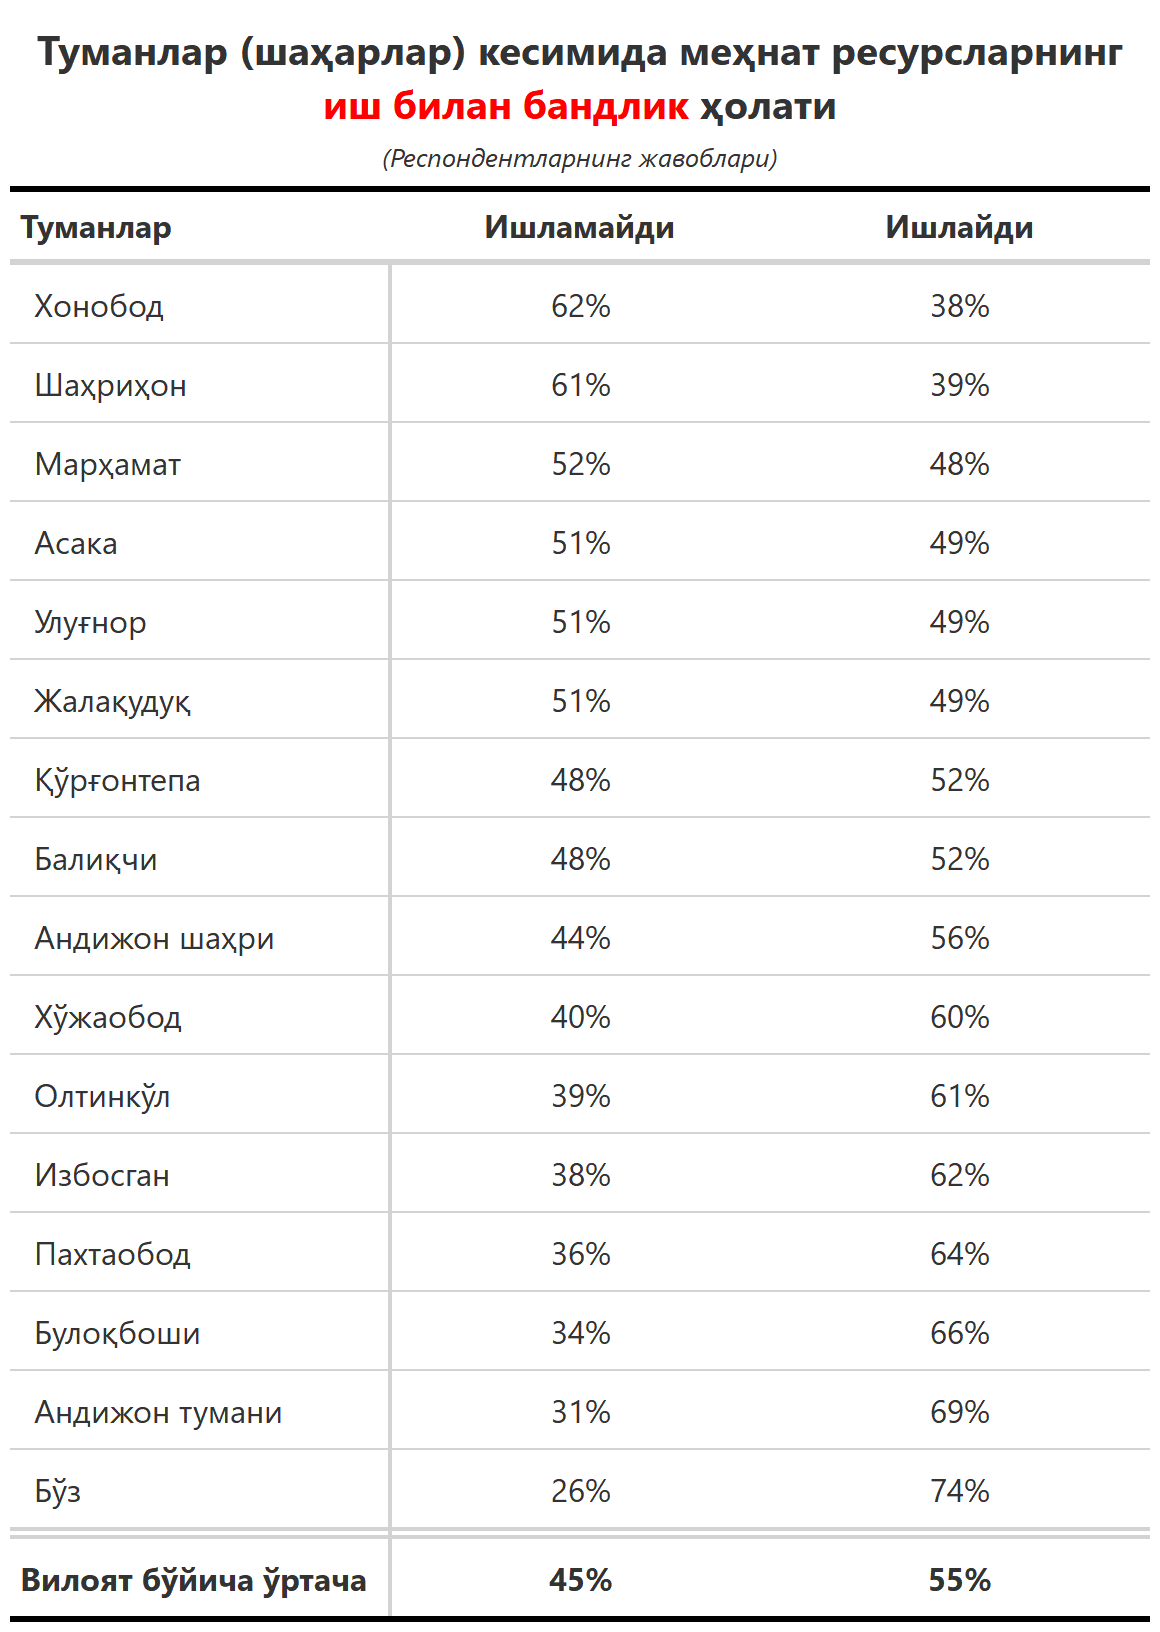 Туманлар (шаҳарлар) кесимида меҳнат ресурсларнинг
иш билан бандлик ҳолати
(Респондентларнинг жавоблари)
Туманлар Ишламайди Ишлайди
Хонобод 62% 38%
Шаҳриҳон 61% 39%
Марҳамат 52% 48%
Асака 51% 49%
Улуғнор 51% 49%
Жалақудуқ 51% 49%
Қўрғонтепа 48% 52%
Балиқчи 48% 52%
Андижон шаҳри 44% 56%
Хўжаобод 40% 60%
Олтинкўл 39% 61%
Избосган 38% 62%
Пахтаобод 36% 64%
Булоқбоши 34% 66%
Андижон тумани 31% 69%
Бўз 26% 74%
Вилоят бўйича ўртача 45% 55%